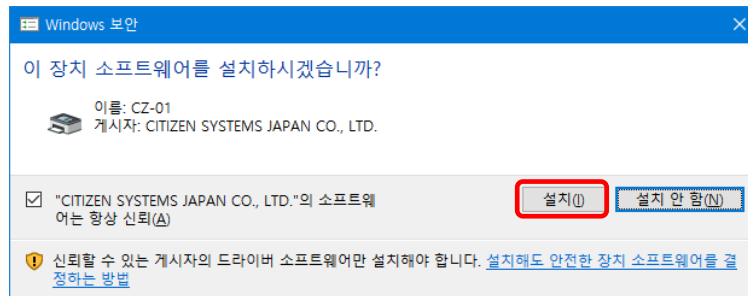 Windows 보안
이 장치 소프트웨어를 설치하시겠습니까?
이름: CZ-01
게시자: CITIZEN SYSTEMS JAPAN CO., LTD.
"CITIZEN SYSTEMS JAPAN CO., LTD."의 소프트웨
어는 항상 신뢰(A)
설치(I)
설치 안 함(N)
신뢰할 수 있는 게시자의 드라이버 소프트웨어만 설치해야 합니다. 설치해도 안전한 장치 소프트웨어를 결
정하는 방법